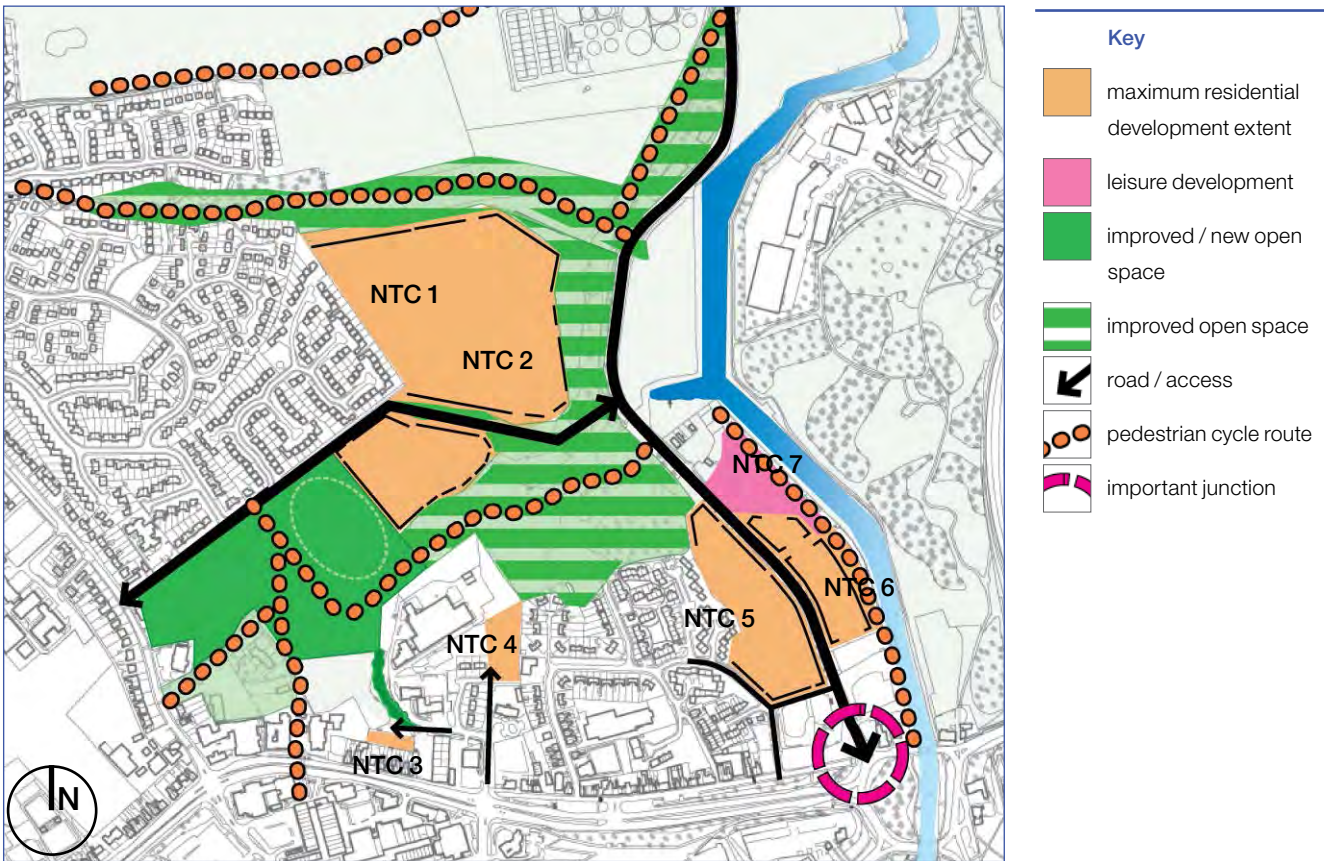 NTC 1
NTC 2
NTC 7
NTC 6
NTC 5
NTC 4
NTC 3
N
Key
maximum residential
development extent
leisure development
improved / new open
space
improved open space
road / access
pedestrian cycle route
important junction